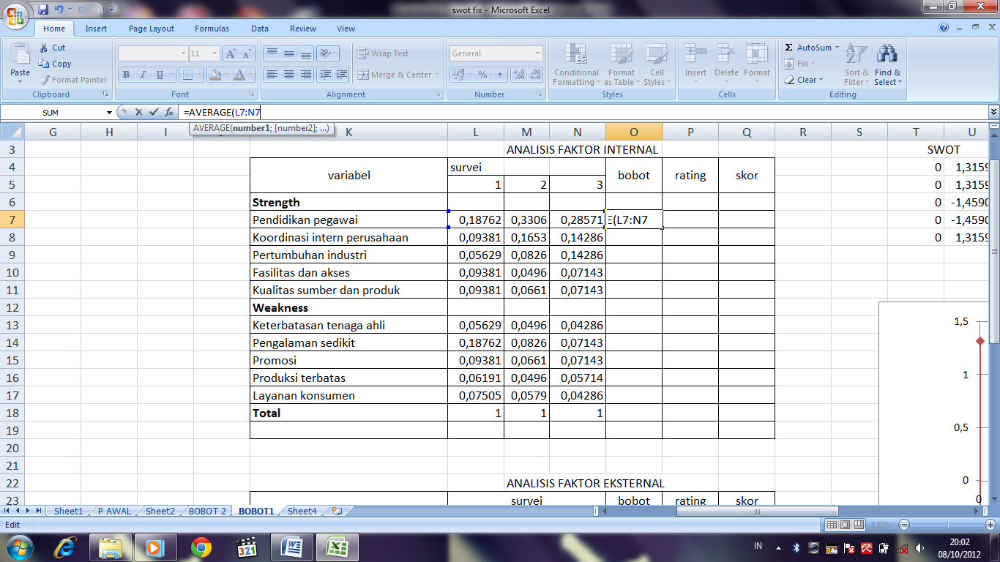 swot fix - Microsoft Excel
Home Insert Page Layout Formulas Data Review View
Paste Cut Copy Format Painter Clipboard
11 B I U Font
Wrap Text Merge & Center Alignment
General % , Number
Conditional Formatting Format as Table Cell Styles Styles
Insert Delete Format Cells
Σ AutoSum Fill Clear Sort & Filter Find & Select Editing
SUM fx =AVERAGE(L7:N7
AVERAGE(number1; [number2]; ...)
G H I K L M N O P Q R S T U
3 ANALISIS FAKTOR INTERNAL SWOT
4 variabel survei bobot rating skor 0 1,3159
5 1 2 3 0 1,3159
6 Strength 0 -1,4590
7 Pendidikan pegawai 0,18762 0,3306 0,28571 E(L7:N7 0 -1,4590
8 Koordinasi intern perusahaan 0,09381 0,1653 0,14286 0 1,3159
9 Pertumbuhan industri 0,05629 0,0826 0,14286
10 Fasilitas dan akses 0,09381 0,0496 0,07143
11 Kualitas sumber dan produk 0,09381 0,0661 0,07143
12 Weakness
13 Keterbatasan tenaga ahli 0,05629 0,0496 0,04286 1,5
14 Pengalaman sedikit 0,18762 0,0826 0,07143
15 Promosi 0,09381 0,0661 0,07143
16 Produksi terbatas 0,06191 0,0496 0,05714 1
17 Layanan konsumen 0,07505 0,0579 0,04286
18 Total 1 1 1
19 0,5
20
21
22 ANALISIS FAKTOR EKSTERNAL 0
23 survei bobot rating skor 0
Sheet1 P AWAL Sheet2 BOBOT 2 BOBOT1 Sheet4
Edit 120%
321 IN 20:02
08/10/2012